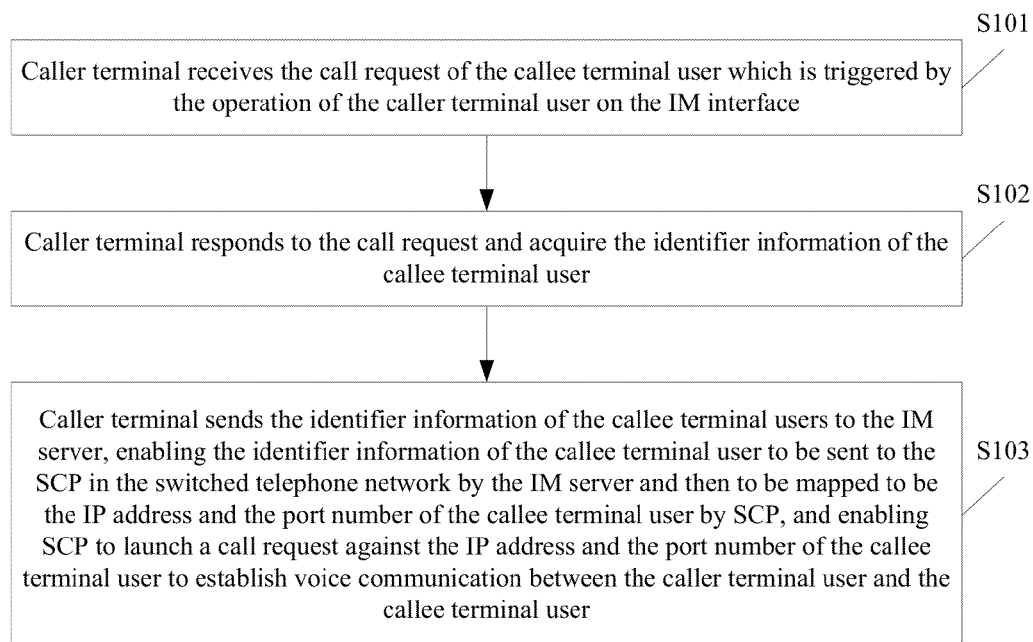 S101
Caller terminal receives the call request of the callee terminal user which is triggered by
the operation of the caller terminal user on the IM interface
S102
Caller terminal responds to the call request and acquire the identifier information of the
callee terminal user
S103
Caller terminal sends the identifier information of the callee terminal users to the IM
server, enabling the identifier information of the callee terminal user to be sent to the
SCP in the switched telephone network by the IM server and then to be mapped to be
the IP address and the port number of the callee terminal user by SCP, and enabling
SCP to launch a call request against the IP address and the port number of the callee
terminal user to establish voice communication between the caller terminal user and the
callee terminal user